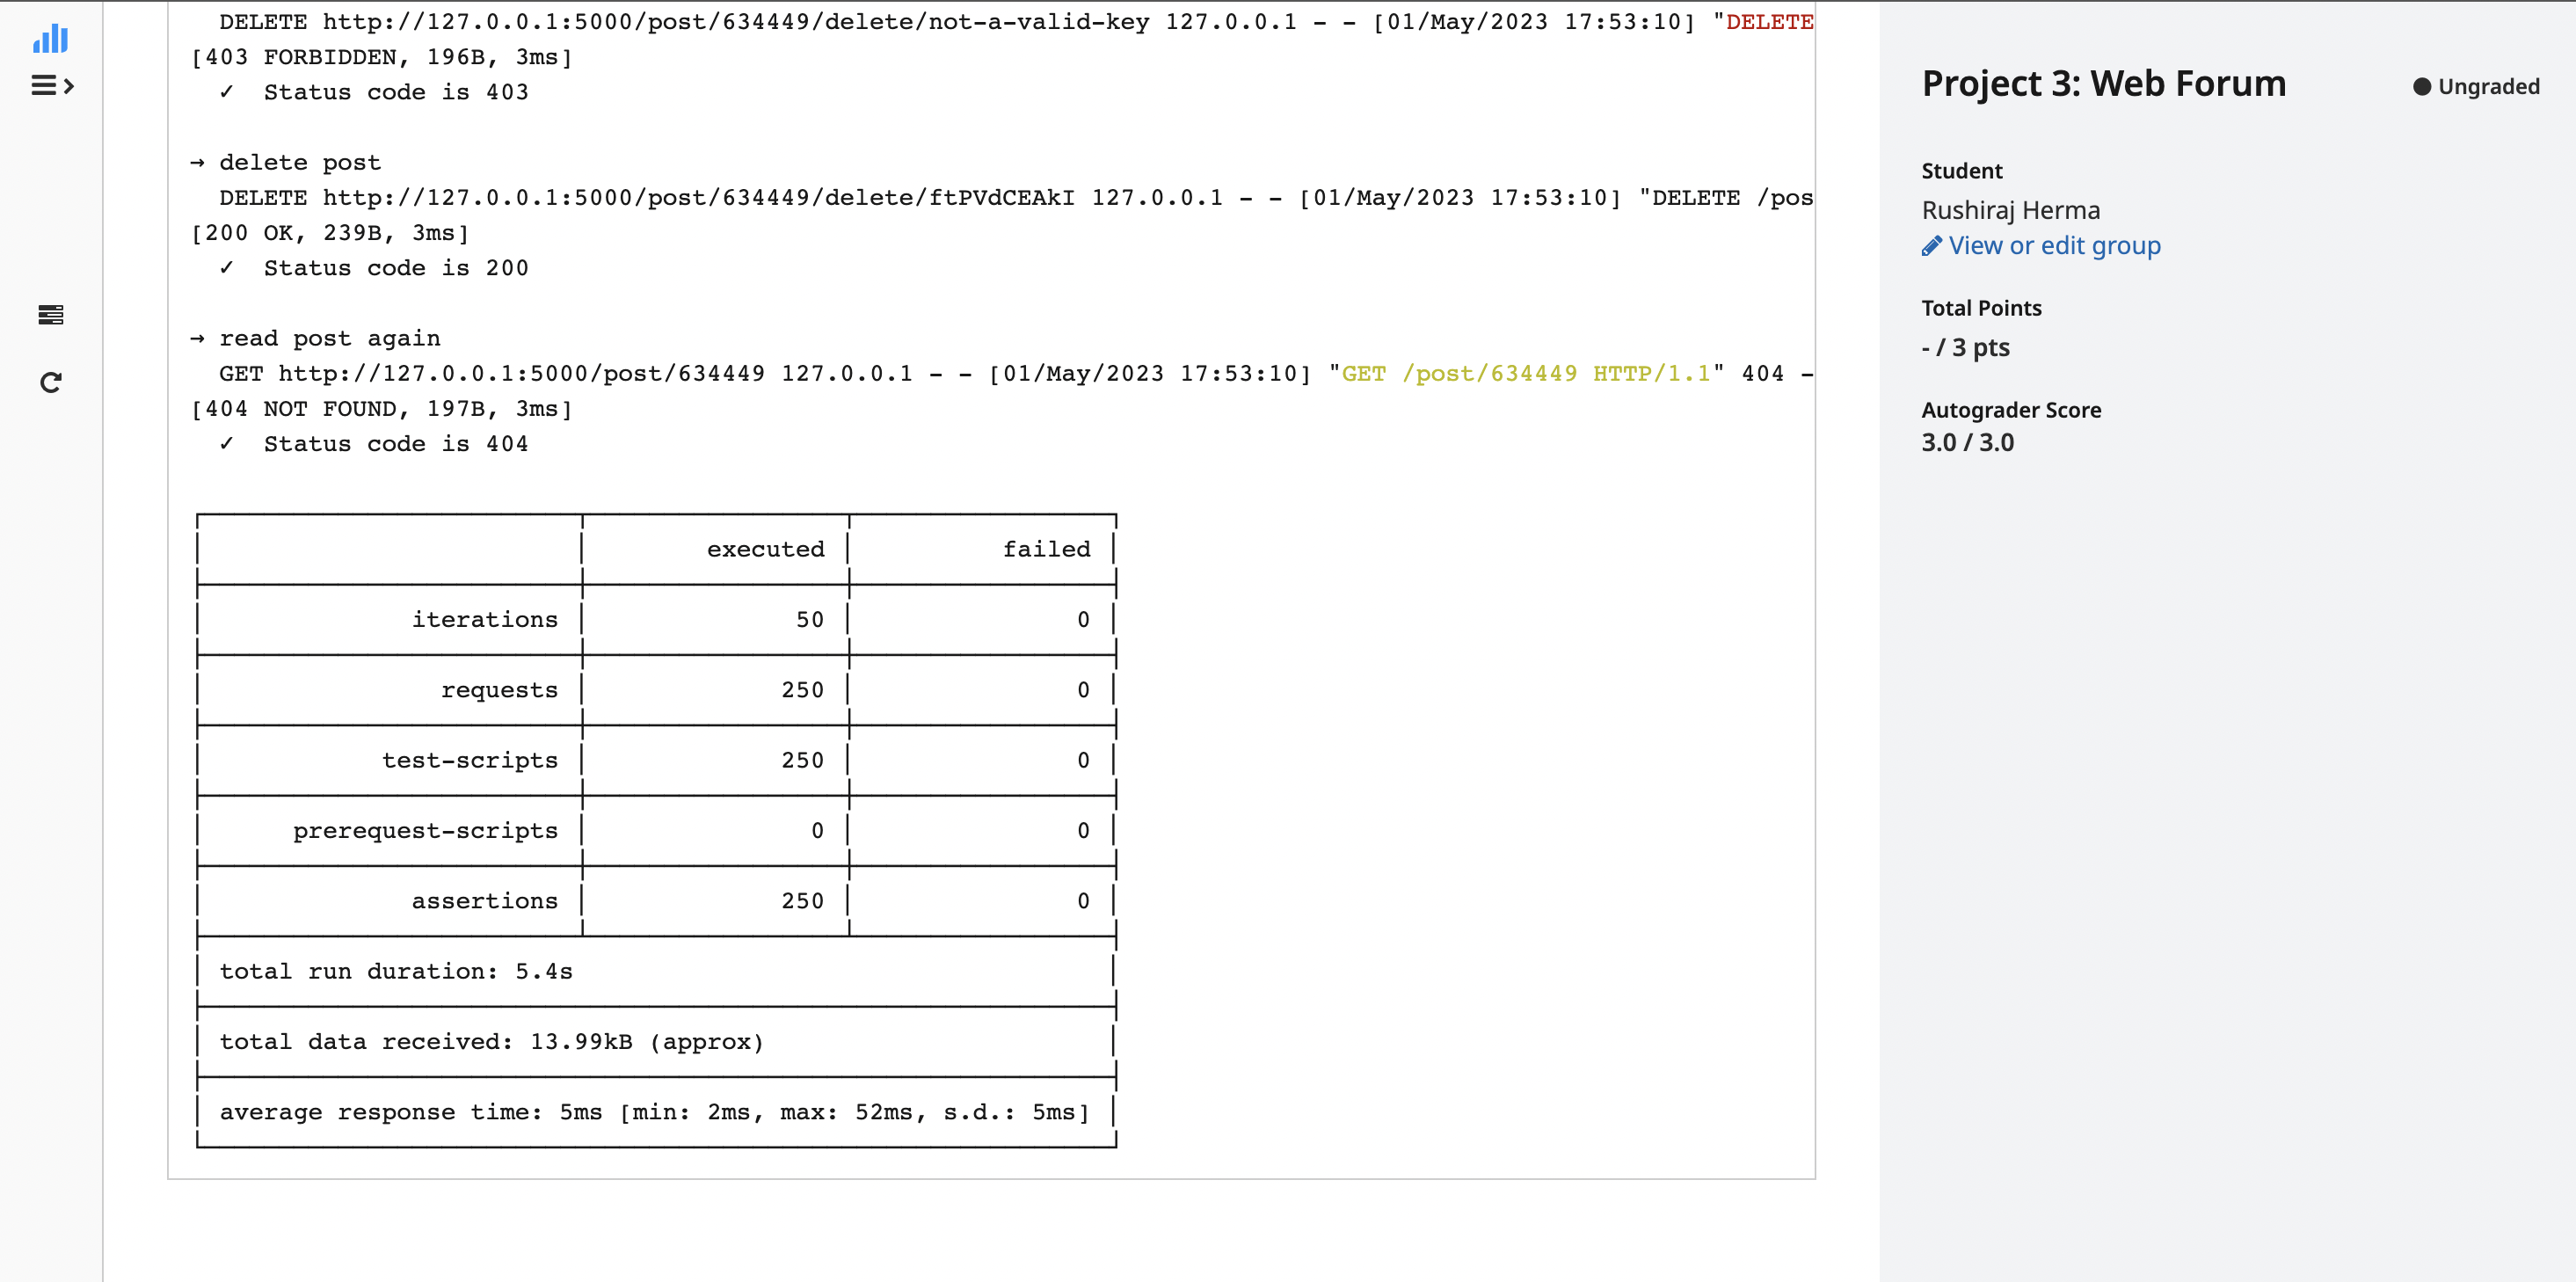 DELETE http://127.0.0.1:5000/post/634449/delete/not-a-valid-key 127.0.0.1 - - [01/May/2023 17:53:10] "DELETE
[403 FORBIDDEN, 196B, 3ms]
✓ Status code is 403
→ delete post
DELETE http://127.0.0.1:5000/post/634449/delete/ftPVdCEAkI 127.0.0.1 - - [01/May/2023 17:53:10] "DELETE /pos
[200 OK, 239B, 3ms]
✓ Status code is 200
→ read post again
GET http://127.0.0.1:5000/post/634449 127.0.0.1 - - [01/May/2023 17:53:10] "GET /post/634449 HTTP/1.1" 404 -
[404 NOT FOUND, 197B, 3ms]
✓ Status code is 404
executed failed
iterations 50 0
requests 250 0
test-scripts 250 0
prerequest-scripts 0 0
assertions 250 0
total run duration: 5.4s
total data received: 13.99kB (approx)
average response time: 5ms [min: 2ms, max: 52ms, s.d.: 5ms]
Project 3: Web Forum
Ungraded
Student
Rushiraj Herma
View or edit group
Total Points
- / 3 pts
Autograder Score
3.0 / 3.0